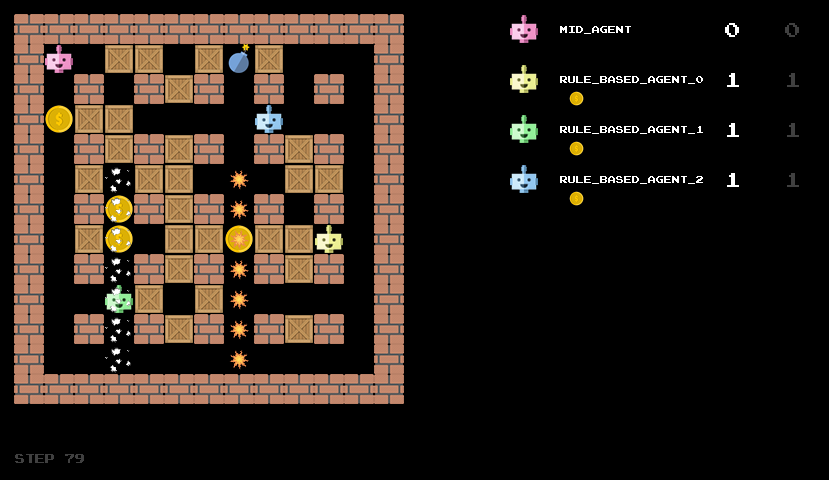 MID_AGENT 0 0
RULE_BASED_AGENT_0 1 1
RULE_BASED_AGENT_1 1 1
RULE_BASED_AGENT_2 1 1
STEP 79